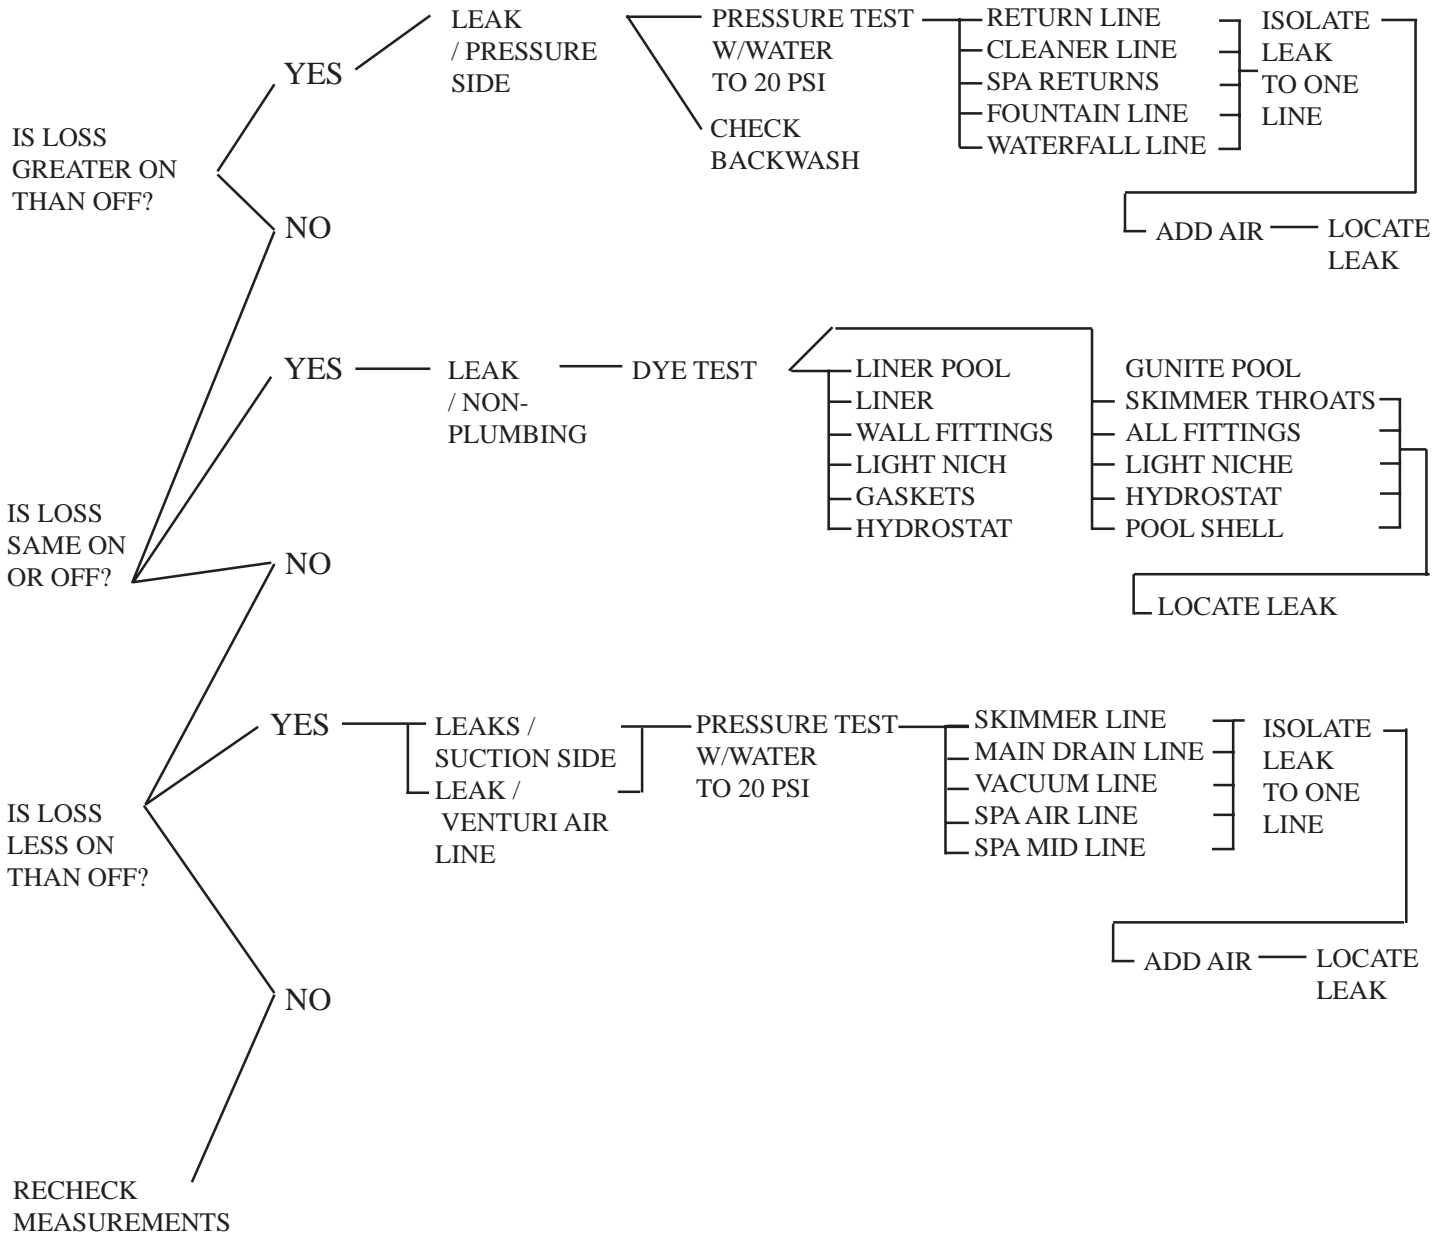 IS LOSS
GREATER ON
THAN OFF?
YES
NO
LEAK
/ PRESSURE
SIDE
PRESSURE TEST
W/WATER
TO 20 PSI
CHECK
BACKWASH
RETURN LINE
CLEANER LINE
SPA RETURNS
FOUNTAIN LINE
WATERFALL LINE
ISOLATE
LEAK
TO ONE
LINE
ADD AIR
LOCATE
LEAK
IS LOSS
SAME ON
OR OFF?
YES
NO
LEAK
/ NON-
PLUMBING
DYE TEST
LINER POOL
LINER
WALL FITTINGS
LIGHT NICH
GASKETS
HYDROSTAT
GUNITE POOL
SKIMMER THROATS
ALL FITTINGS
LIGHT NICHE
HYDROSTAT
POOL SHELL
LOCATE LEAK
IS LOSS
LESS ON
THAN OFF?
YES
NO
LEAKS /
SUCTION SIDE
LEAK /
VENTURI AIR
LINE
PRESSURE TEST
W/WATER
TO 20 PSI
SKIMMER LINE
MAIN DRAIN LINE
VACUUM LINE
SPA AIR LINE
SPA MID LINE
ISOLATE
LEAK
TO ONE
LINE
ADD AIR
LOCATE
LEAK
RECHECK
MEASUREMENTS